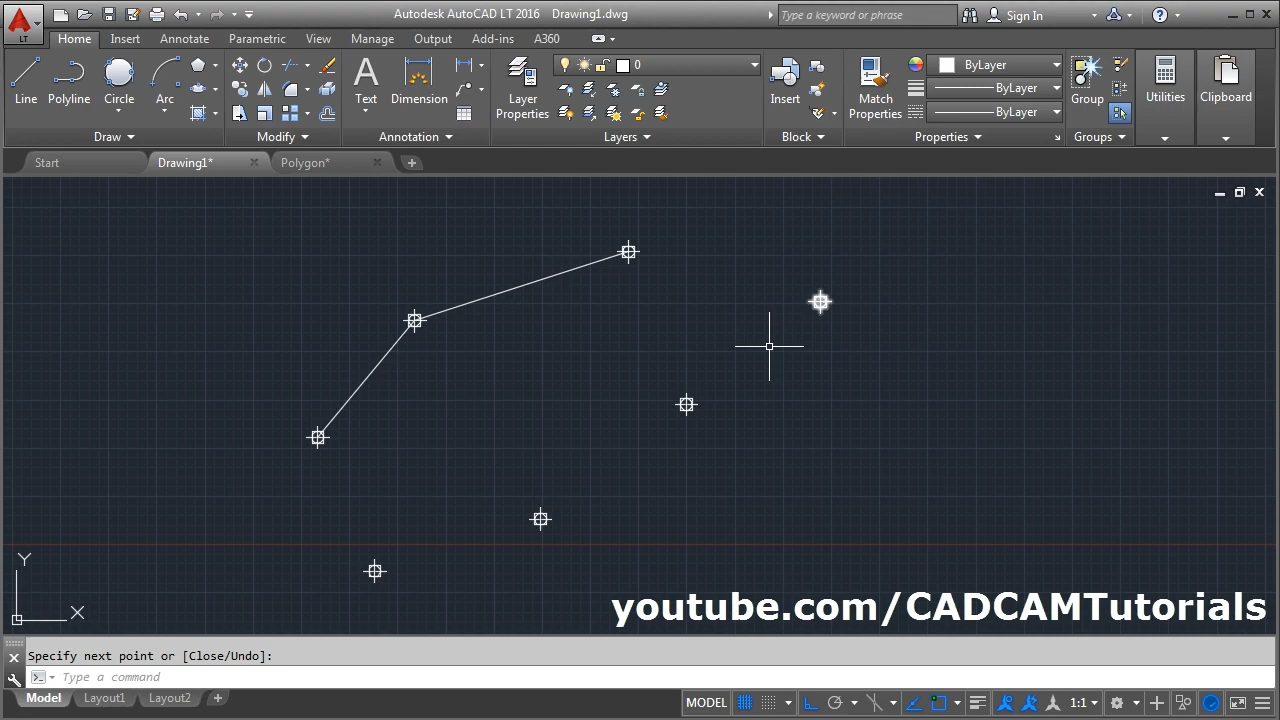 Autodesk AutoCAD LT 2016 Drawing1.dwg
Type a keyword or phrase
Sign In
LT
Home Insert Annotate Parametric View Manage Output Add-ins A360
0
ByLayer
ByLayer
ByLayer
Line Polyline Circle Arc
Text Dimension
Layer
Properties
Insert
Match
Properties
Group
Utilities
Clipboard
Draw Modify Annotation Layers Block Properties Groups
Start Drawing1* Polygon*
Y
X
youtube.com/CADCAMTutorials
Specify next point or [Close/Undo]:
Type a command
Model Layout1 Layout2
MODEL
1:1